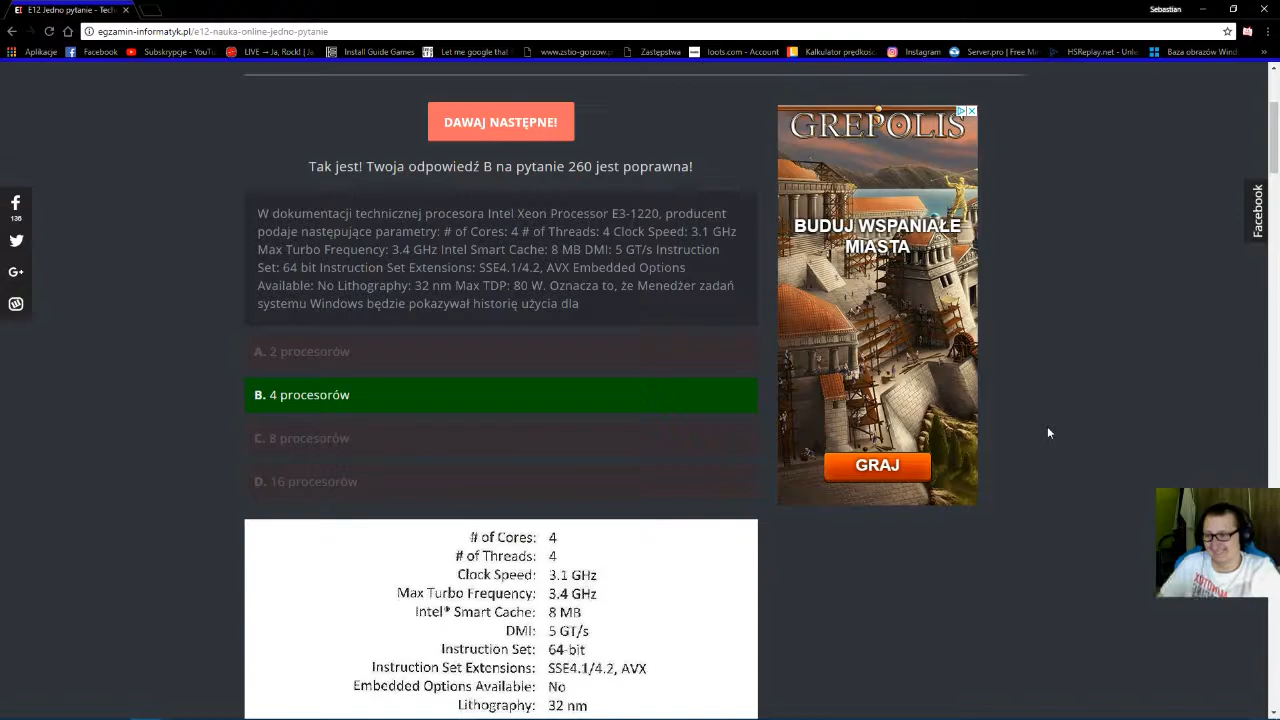 E12 Jedno pytanie - Tech
Sebastian
egzamin-informatyk.pl/e12-nauka-online-jedno-pytanie
Aplikacje Facebook Subskrypcje - YouTu LIVE → Ja, Rock! | Ja Install Guide Games Let me google that www.zstio-gorzow.p Zastępstwa loots.com - Account Kalkulator prędkośc Instagram Server.pro | Free Min HSReplay.net - Unle Baza obrazów Wind
DAWAJ NASTĘPNE!
Tak jest! Twoja odpowiedź B na pytanie 260 jest poprawna!
W dokumentacji technicznej procesora Intel Xeon Processor E3-1220, producent
podaje następujące parametry: # of Cores: 4 # of Threads: 4 Clock Speed: 3.1 GHz
Max Turbo Frequency: 3.4 GHz Intel Smart Cache: 8 MB DMI: 5 GT/s Instruction
Set: 64 bit Instruction Set Extensions: SSE4.1/4.2, AVX Embedded Options
Available: No Lithography: 32 nm Max TDP: 80 W. Oznacza to, że Menedżer zadań
systemu Windows będzie pokazywał historię użycia dla
A. 2 procesorów
B. 4 procesorów
C. 8 procesorów
D. 16 procesorów
# of Cores: 4
# of Threads: 4
Clock Speed: 3.1 GHz
Max Turbo Frequency: 3.4 GHz
Intel® Smart Cache: 8 MB
DMI: 5 GT/s
Instruction Set: 64-bit
Instruction Set Extensions: SSE4.1/4.2, AVX
Embedded Options Available: No
Lithography: 32 nm
GREPOLIS
BUDUJ WSPANIAŁE
MIASTA
GRAJ
136
G+
Facebook